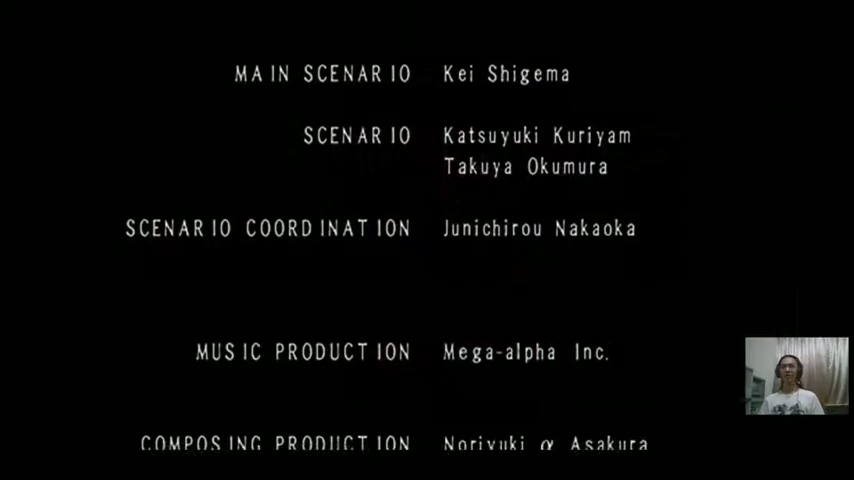 MAIN SCENARIO Kei Shigema
SCENARIO Katsuyuki Kuriyam
Takuya Okumura
SCENARIO COORDINATION Junichirou Nakaoka
MUSIC PRODUCTION Mega-alpha Inc.
COMPOSING PRODUCTION Noriyuki α Asakura